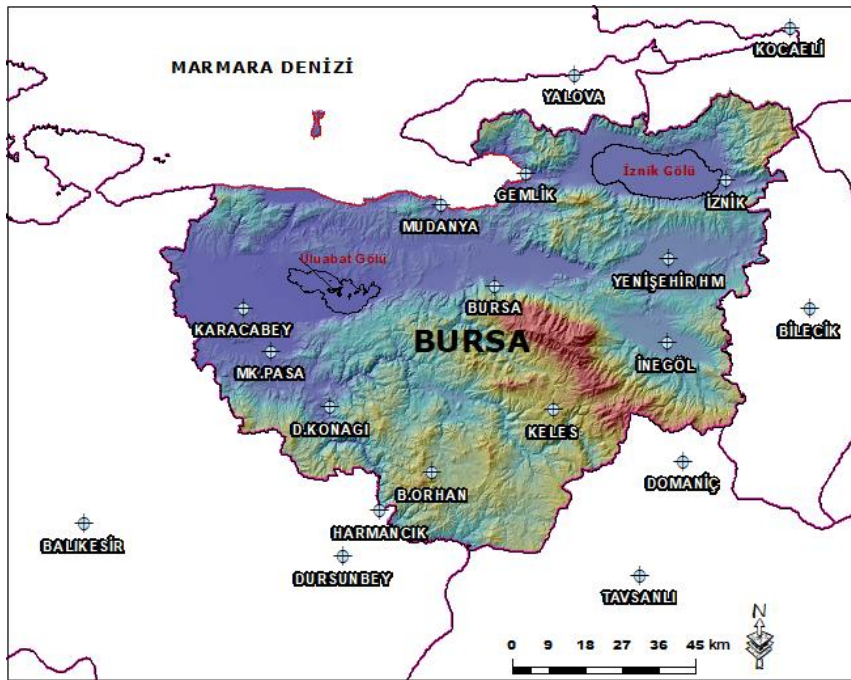 KOCAELİ
MARMARA DENİZİ
YALOVA
İznik Gölü
GEMLİK
İZNİK
MUDANYA
Uluabat Gölü
YENİŞEHİR HM
BURSA
KARACABEY
BİLECİK
BURSA
MK.PASA
İNEGÖL
D.KONAGI
KELES
B.ORHAN
DOMANİÇ
HARMANCIK
BALIKESİR
DURSUNBEY
TAVSANLI
N
0 9 18 27 36 45 km